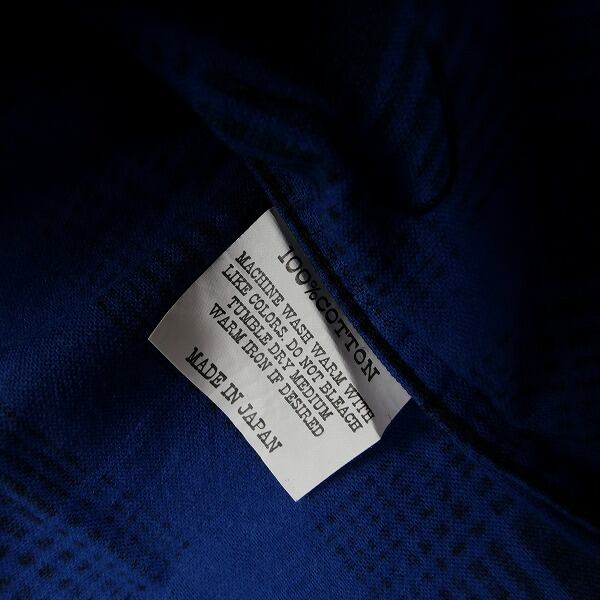 100%COTTON
MACHINE WASH WARM WITH
LIKE COLORS. DO NOT BLEACH
TUMBLE DRY MEDIUM
WARM IRON IF DESIRED
MADE IN JAPAN